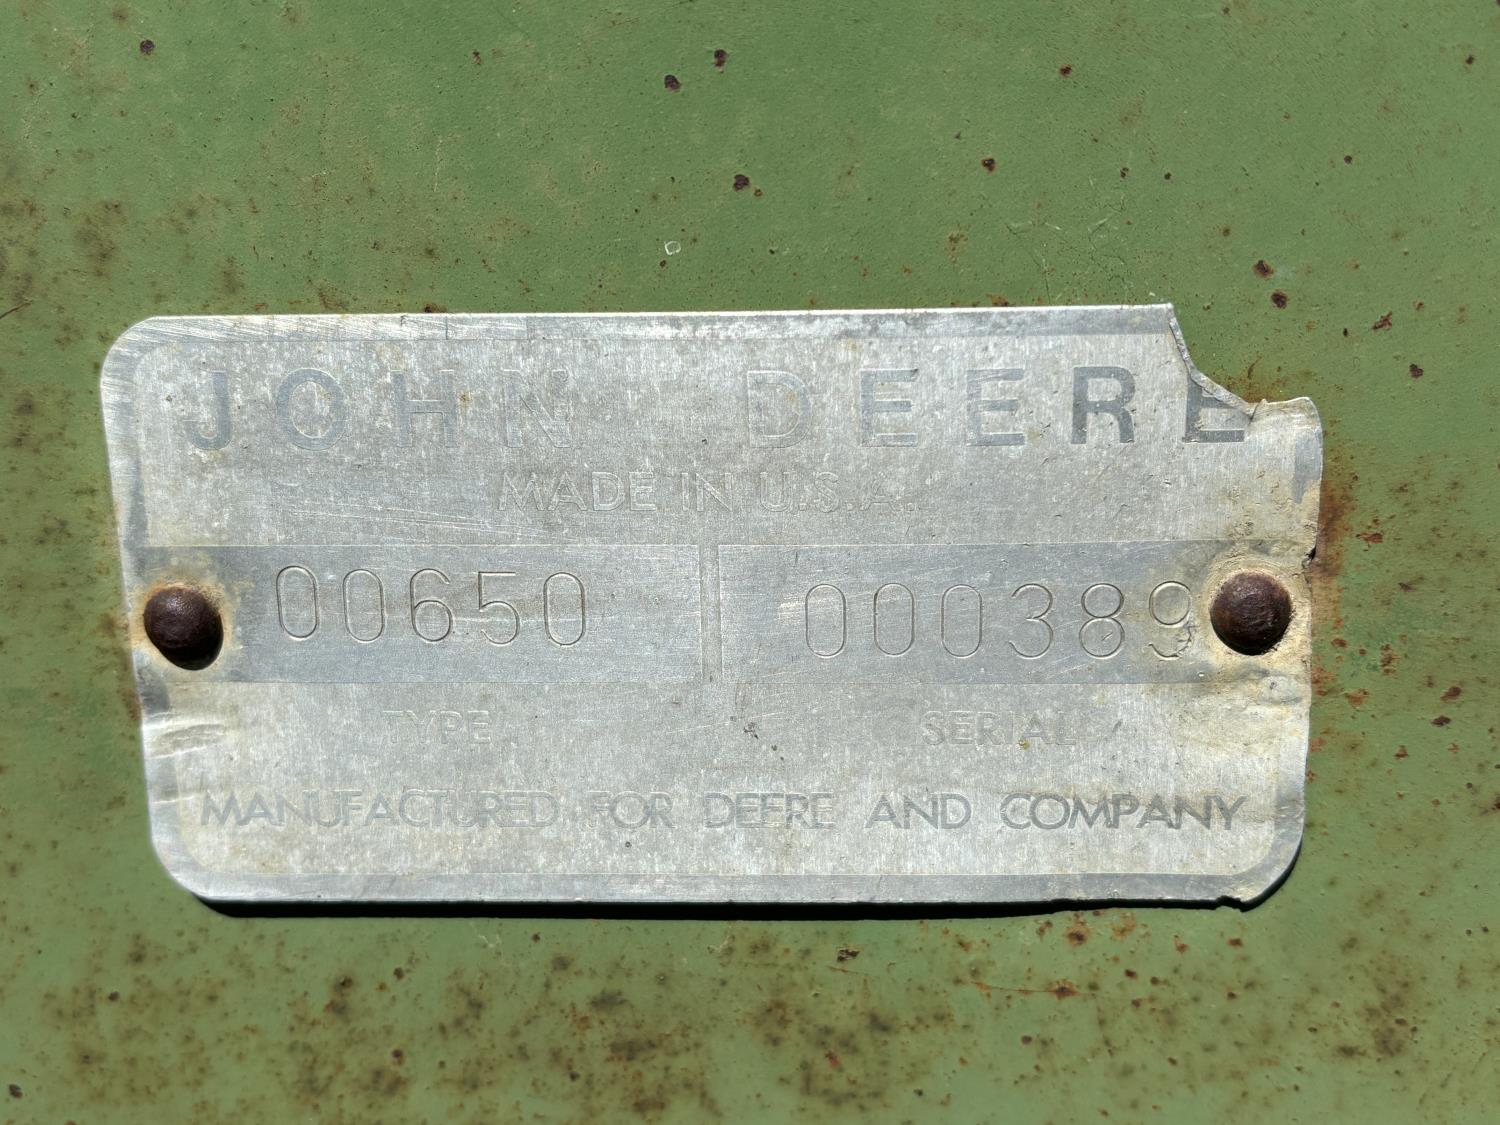 JOHN DEERE
MADE IN U.S.A.
00650 000389
TYPE SERIAL
MANUFACTURED FOR DEERE AND COMPANY